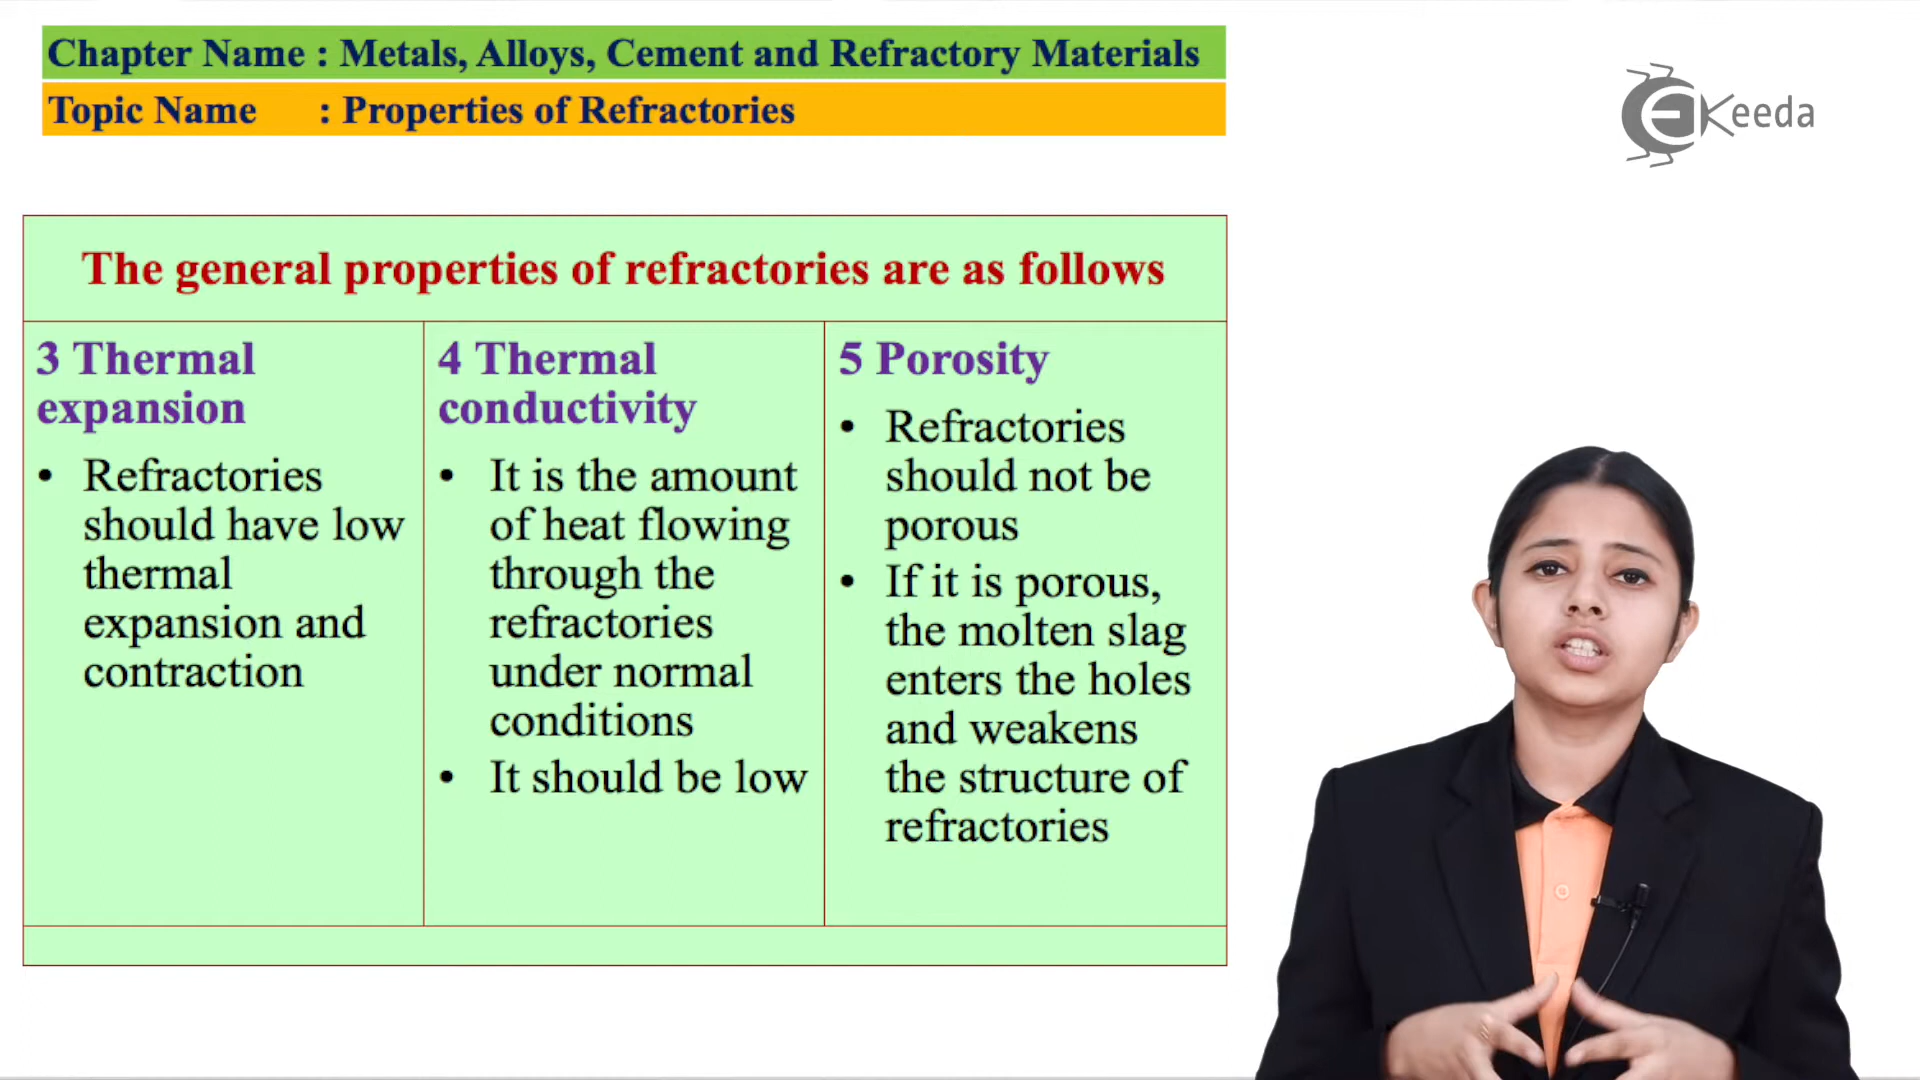 Chapter Name : Metals, Alloys, Cement and Refractory Materials
Topic Name : Properties of Refractories
EKeeda
The general properties of refractories are as follows
3 Thermal
expansion
• Refractories
should have low
thermal
expansion and
contraction
4 Thermal
conductivity
• It is the amount
of heat flowing
through the
refractories
under normal
conditions
• It should be low
5 Porosity
• Refractories
should not be
porous
• If it is porous,
the molten slag
enters the holes
and weakens
the structure of
refractories